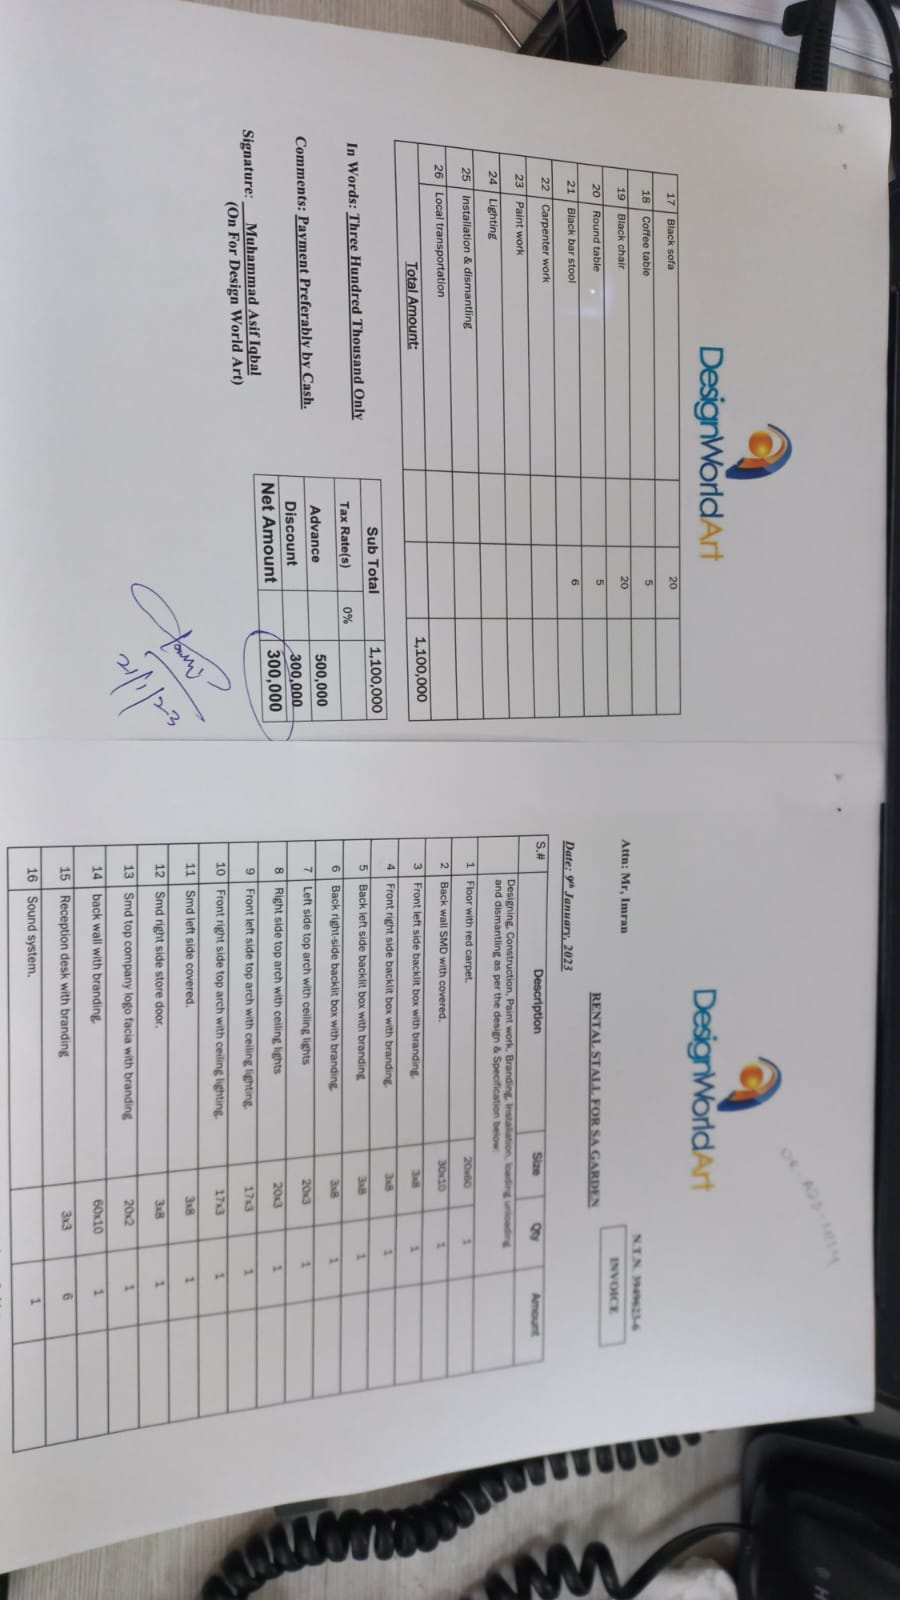 DesignWorldArt
N.T.N. 3949623-6
Attn: Mr. Imran
INVOICE
RENTAL STALL FOR SA GARDEN
Date: 9th January, 2023
S.# Description Size Qty Amount
Designing, Construction, Paint work, Branding, Installation, loading unloading
and dismantling as per the design & Specification below:
1 Floor with red carpet. 20x60 1
2 Back wall SMD with covered. 30x10 1
3 Front left side backlit box with branding. 3x8 1
4 Front right side backlit box with branding. 3x8 1
5 Back left side backlit box with branding 3x8 1
6 Back right-side backlit box with branding. 3x8 1
7 Left side top arch with ceiling lights 20x3 1
8 Right side top arch with ceiling lights 20x3 1
9 Front left side top arch with ceiling lighting. 17x3 1
10 Front right side top arch with ceiling lighting. 17x3 1
11 Smd left side covered. 3x8 1
12 Smd right side store door. 3x8 1
13 Smd top company logo facia with branding 20x2 1
14 back wall with branding. 60x10 1
15 Reception desk with branding 3x3 6
16 Sound system. 1
DesignWorldArt
17 Black sofa 20
18 Coffee table 5
19 Black chair 20
20 Round table 5
21 Black bar stool 6
22 Carpenter work
23 Paint work
24 Lighting
25 Installation & dismantling
26 Local transportation
Total Amount: 1,100,000
Sub Total 1,100,000
Tax Rate(s) 0%
Advance 500,000
Discount 300,000
Net Amount 300,000
In Words: Three Hundred Thousand Only
Comments: Payment Preferably by Cash.
Signature: Muhammad Asif Iqbal
(On For Design World Art)
21/1/23